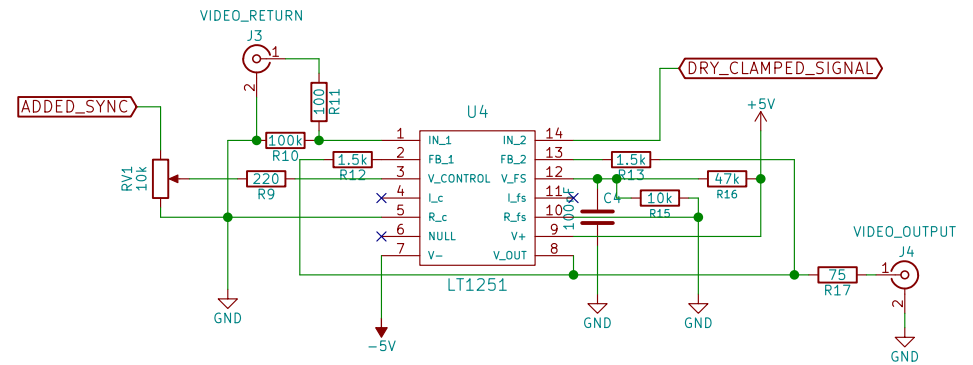 VIDEO_RETURN
J3
1
2
ADDED_SYNC
100
R11
100k
R10
1.5k
R12
RV1
10k
220
R9
U4
1 IN_1 IN_2 14
2 FB_1 FB_2 13
3 V_CONTROL V_FS 12
4 I_c I_fs 11
5 R_c R_fs 10
6 NULL V+ 9
7 V- V_OUT 8
LT1251
DRY_CLAMPED_SIGNAL
+5V
1.5k
R13
47k
R16
C4
100nF
10k
R15
VIDEO_OUTPUT
J4
1
2
75
R17
GND
-5V
GND
GND
GND